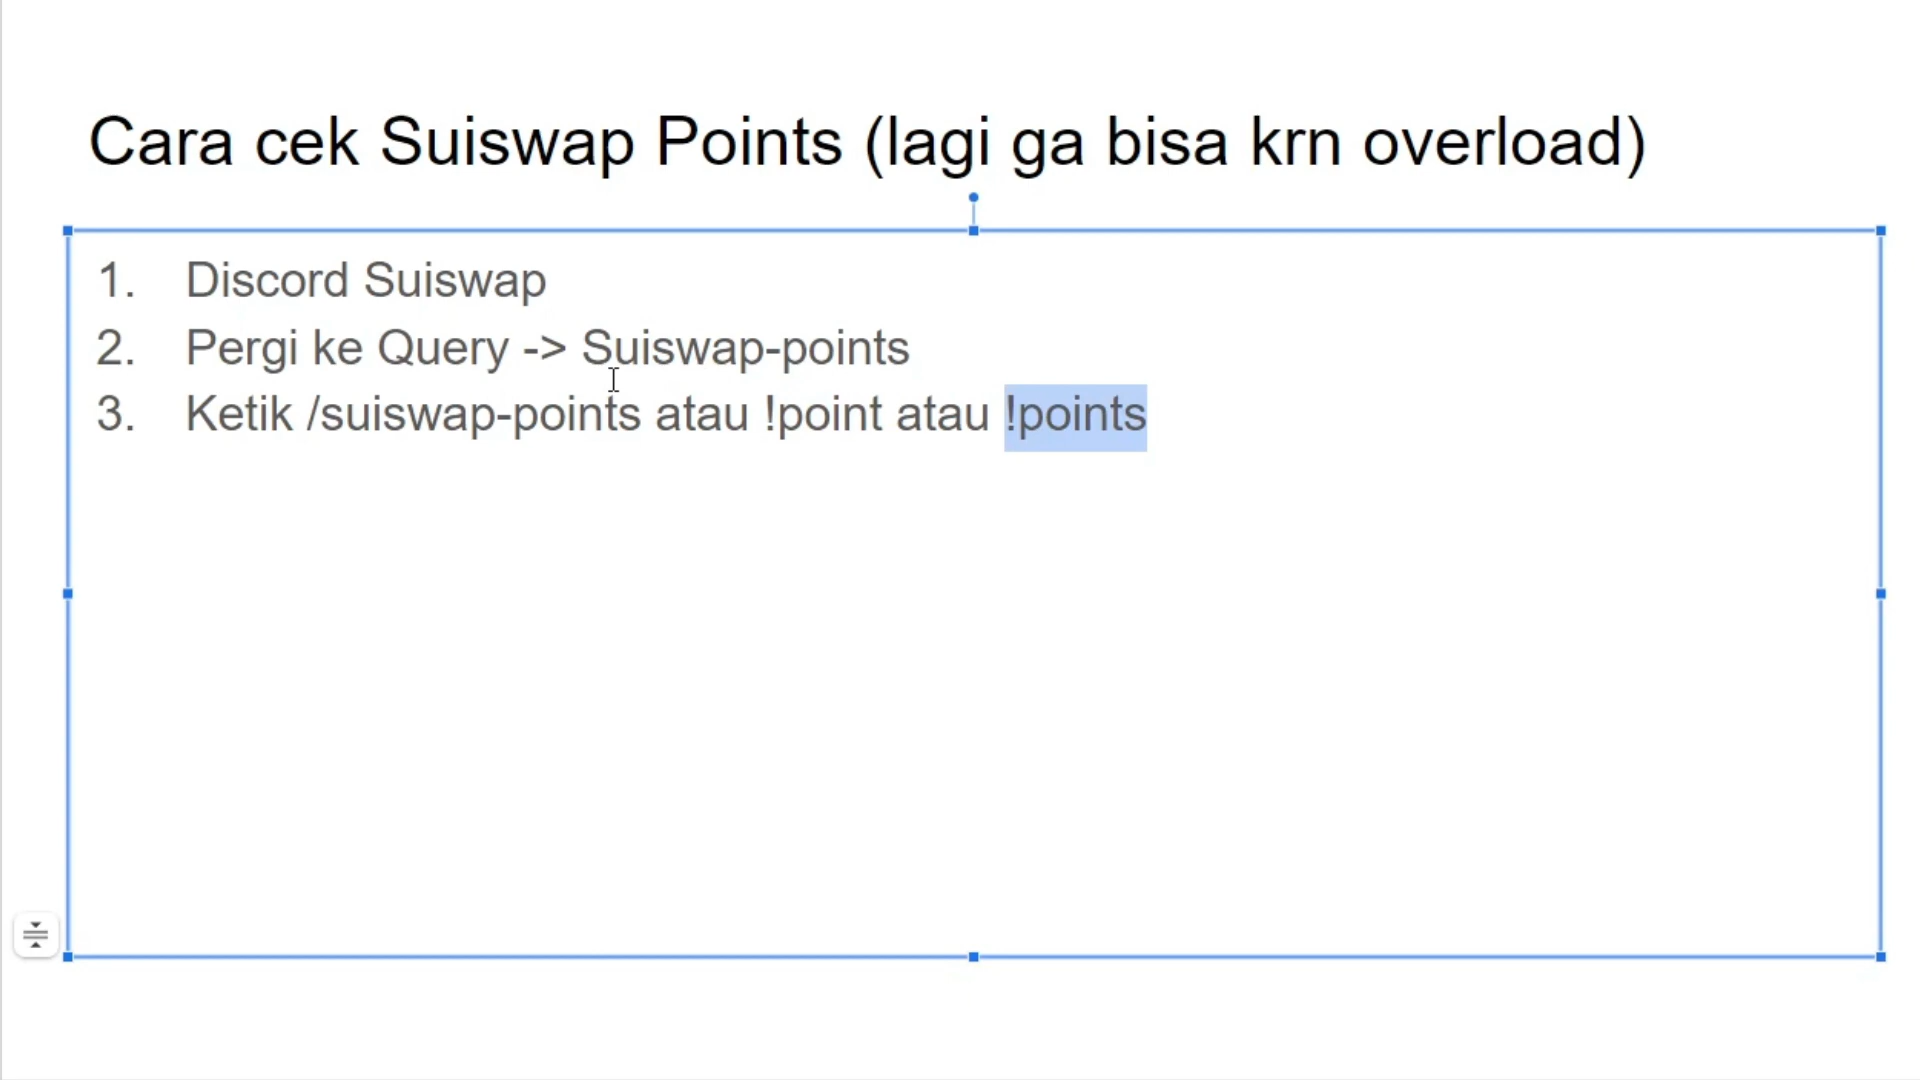 Cara cek Suiswap Points (lagi ga bisa krn overload)
1. Discord Suiswap
2. Pergi ke Query -> Suiswap-points
3. Ketik /suiswap-points atau !point atau !points